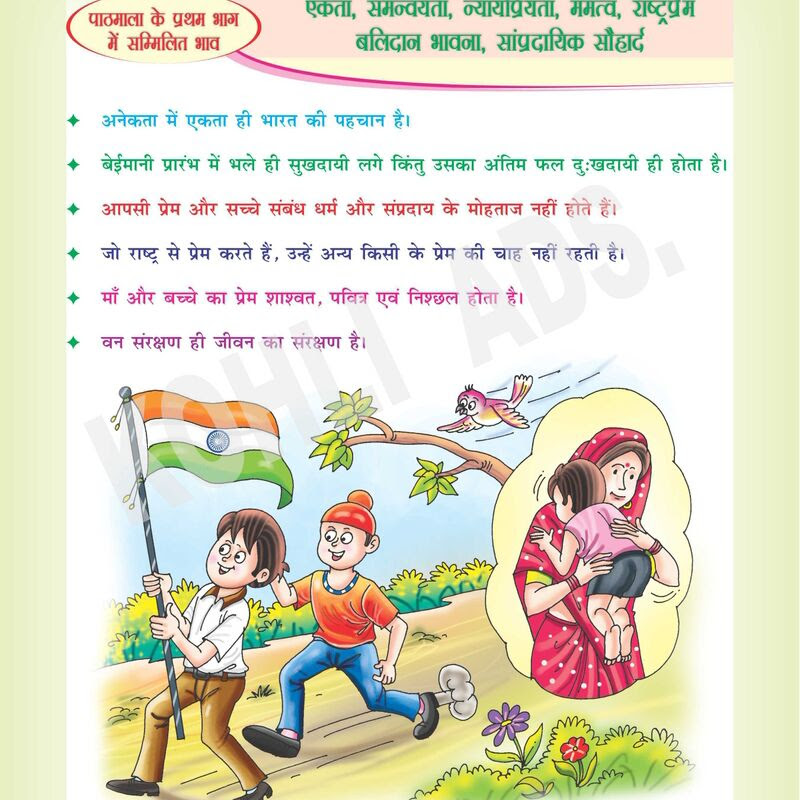 पाठमाला के प्रथम भाग
में सम्मिलित भाव
एकता, समन्वयता, न्यायप्रियता, ममत्व, राष्ट्रप्रेम
बलिदान भावना, सांप्रदायिक सौहार्द
अनेकता में एकता ही भारत की पहचान है।
बेईमानी प्रारंभ में भले ही सुखदायी लगे किंतु उसका अंतिम फल दुःखदायी ही होता है।
आपसी प्रेम और सच्चे संबंध धर्म और संप्रदाय के मोहताज नहीं होते हैं।
जो राष्ट्र से प्रेम करते हैं, उन्हें अन्य किसी के प्रेम की चाह नहीं रहती है।
माँ और बच्चे का प्रेम शाश्वत, पवित्र एवं निश्छल होता है।
वन संरक्षण ही जीवन का संरक्षण है।
KOHLI ADS.